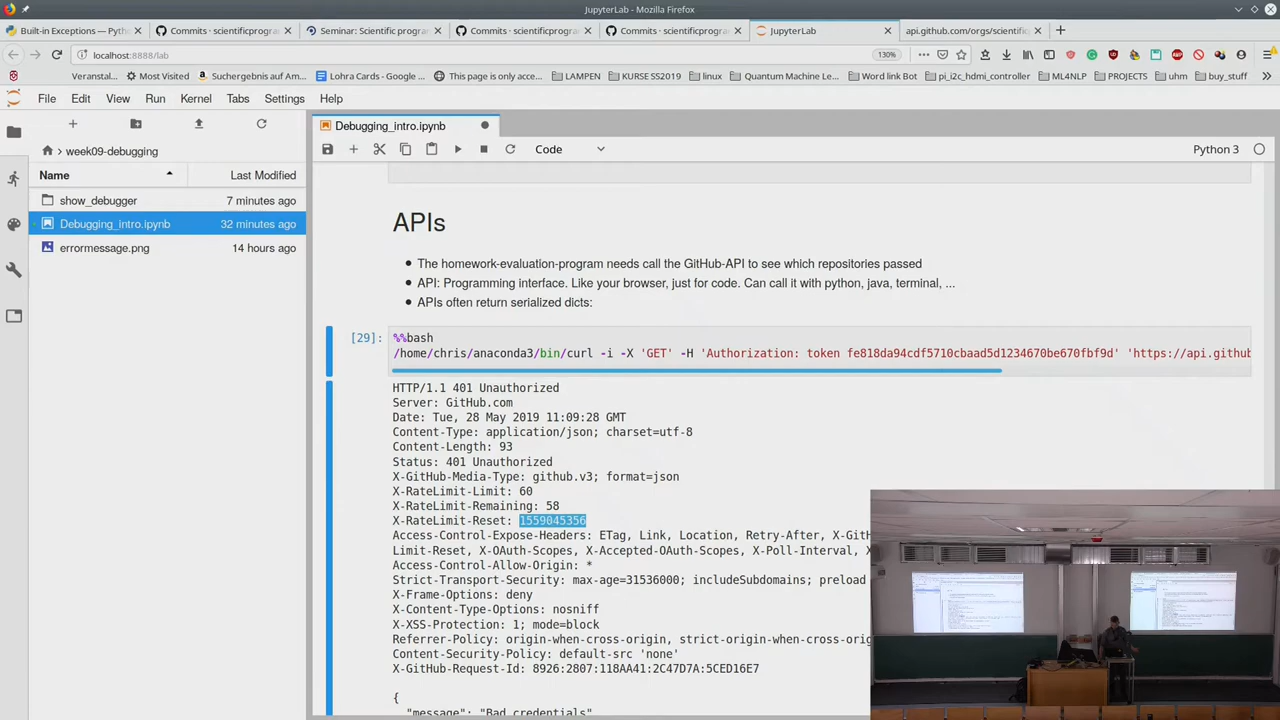 JupyterLab - Mozilla Firefox
Built-in Exceptions — Pyth
Commits · scientificprogram
Seminar: Scientific program
Commits · scientificprogra
Commits · scientificprogra
JupyterLab
api.github.com/orgs/scientific
localhost:8888/lab
130%
Veranstal...
Most Visited
Suchergebnis auf Am...
Lohra Cards - Google ...
This page is only acce...
LAMPEN
KURSE SS2019
linux
Quantum Machine Le...
Word link Bot
pi_i2c_hdmi_controller
ML4NLP
PROJECTS
uhm
buy_stuff
File Edit View Run Kernel Tabs Settings Help
Debugging_intro.ipynb
Code
Python 3
week09-debugging
Name Last Modified
show_debugger 7 minutes ago
Debugging_intro.ipynb 32 minutes ago
errormessage.png 14 hours ago
APIs
The homework-evaluation-program needs call the GitHub-API to see which repositories passed
API: Programming interface. Like your browser, just for code. Can call it with python, java, terminal, ...
APIs often return serialized dicts:
[29]: %%bash
/home/chris/anaconda3/bin/curl -i -X 'GET' -H 'Authorization: token fe818da94cdf5710cbaad5d1234670be670fbf9d' 'https://api.github
HTTP/1.1 401 Unauthorized
Server: GitHub.com
Date: Tue, 28 May 2019 11:09:28 GMT
Content-Type: application/json; charset=utf-8
Content-Length: 93
Status: 401 Unauthorized
X-GitHub-Media-Type: github.v3; format=json
X-RateLimit-Limit: 60
X-RateLimit-Remaining: 58
X-RateLimit-Reset: 1559045356
Access-Control-Expose-Headers: ETag, Link, Location, Retry-After, X-GitH
Limit-Reset, X-OAuth-Scopes, X-Accepted-OAuth-Scopes, X-Poll-Interval, X
Access-Control-Allow-Origin: *
Strict-Transport-Security: max-age=31536000; includeSubdomains; preload
X-Frame-Options: deny
X-Content-Type-Options: nosniff
X-XSS-Protection: 1; mode=block
Referrer-Policy: origin-when-cross-origin, strict-origin-when-cross-orig
Content-Security-Policy: default-src 'none'
X-GitHub-Request-Id: 8926:2807:118AA41:2C47D7A:5CED16E7
{
"message": "Bad credentials"